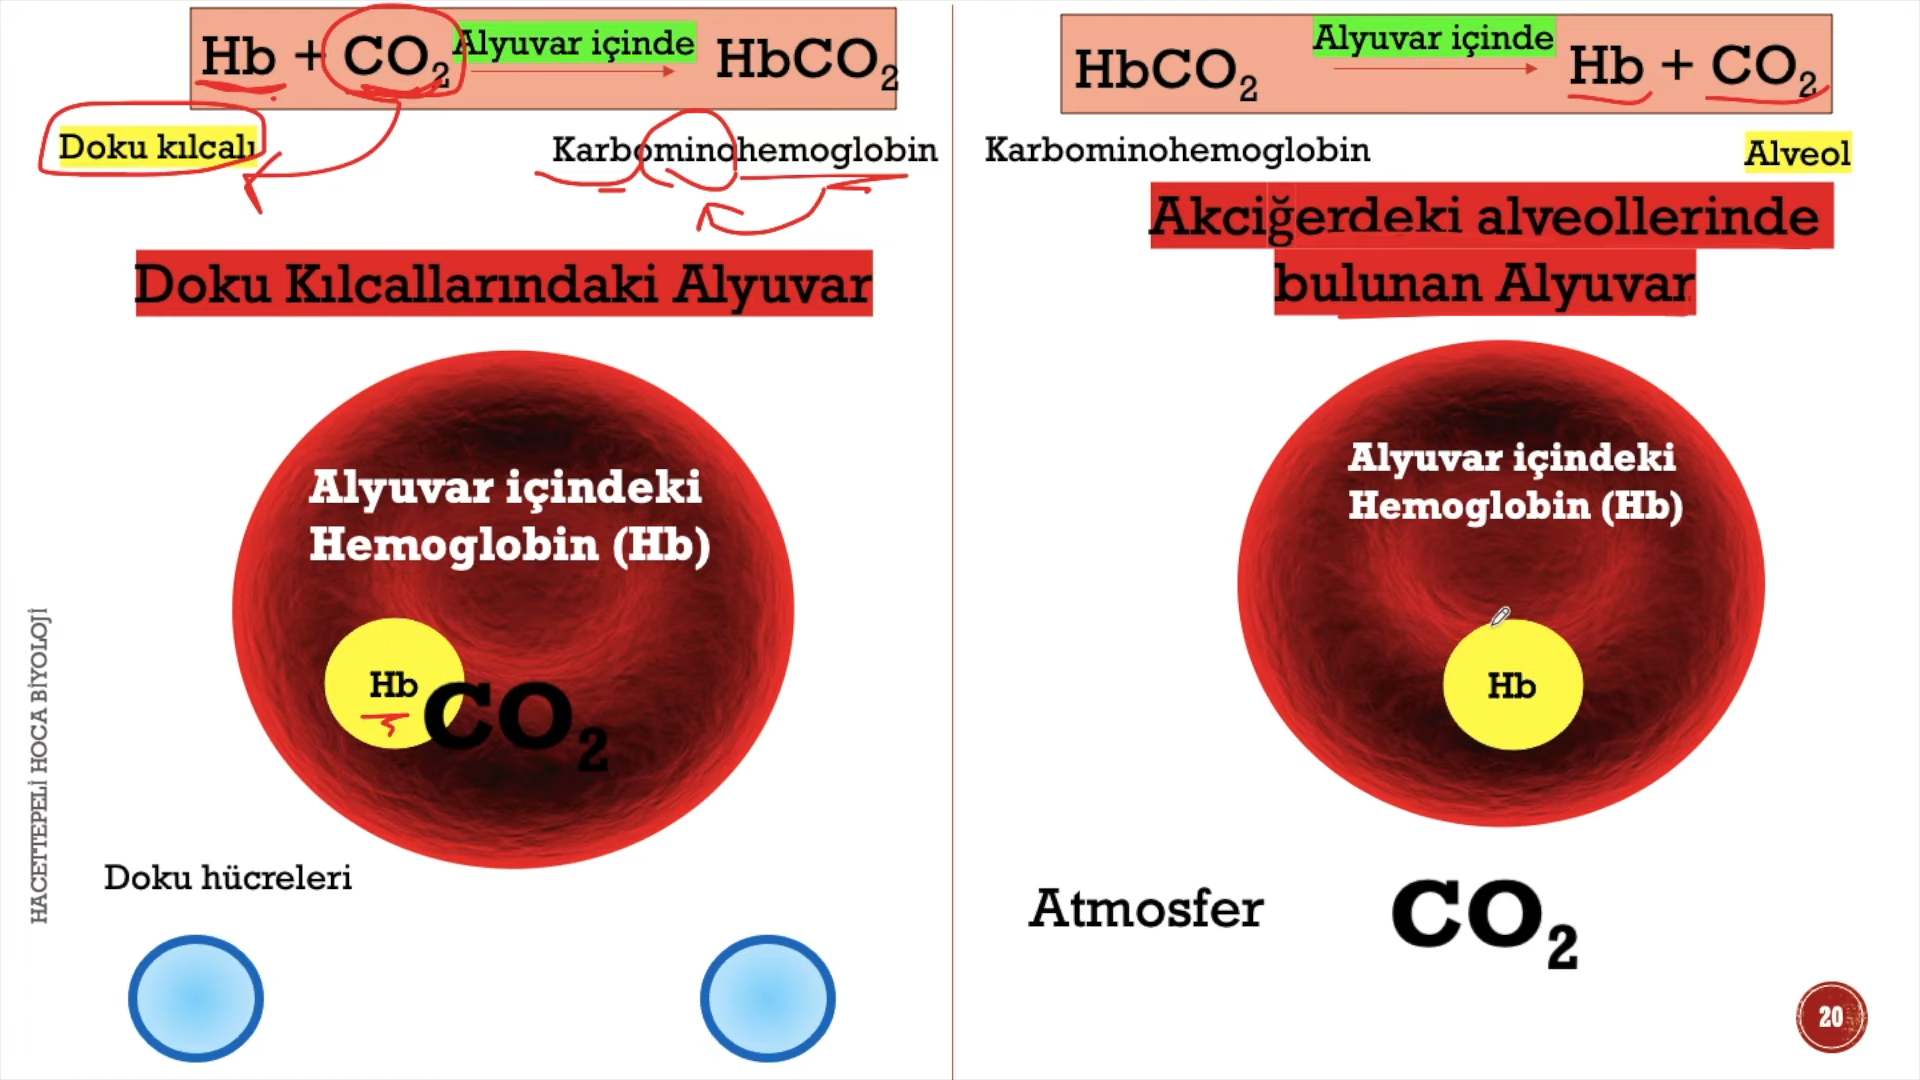 Hb + CO₂ Alyuvar içinde HbCO₂
Doku kılcalı
Karbominohemoglobin
Doku Kılcallarındaki Alyuvar
Alyuvar içindeki
Hemoglobin (Hb)
Hb
CO₂
Doku hücreleri
HACETTEPELİ HOCA BİYOLOJİ
HbCO₂ Alyuvar içinde Hb + CO₂
Karbominohemoglobin
Alveol
Akciğerdeki alveollerinde
bulunan Alyuvar
Alyuvar içindeki
Hemoglobin (Hb)
Hb
Atmosfer
CO₂
20